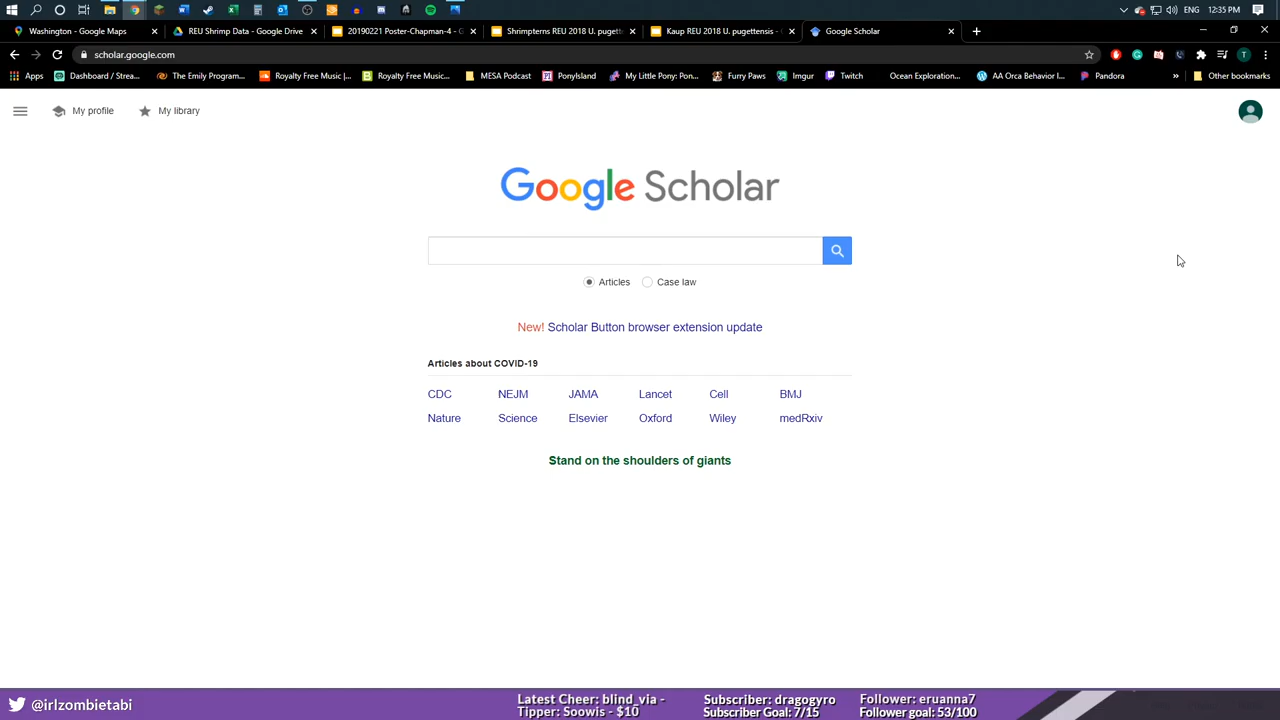 ENG 12:35 PM
Washington - Google Maps
REU Shrimp Data - Google Drive
20190221 Poster-Chapman-4 - G
Shrimpterns REU 2018 U. pugett
Kaup REU 2018 U. pugettensis -
Google Scholar
scholar.google.com
T
Apps
Dashboard / Strea...
The Emily Program...
Royalty Free Music |...
Royalty Free Music...
MESA Podcast
PonyIsland
My Little Pony: Pon...
Furry Paws
Imgur
Twitch
Ocean Exploration...
AA Orca Behavior I...
Pandora
»
Other bookmarks
My profile
My library
Google Scholar
Articles
Case law
New! Scholar Button browser extension update
Articles about COVID-19
CDC NEJM JAMA Lancet Cell BMJ
Nature Science Elsevier Oxford Wiley medRxiv
Stand on the shoulders of giants
@irlzombietabi
Latest Cheer: blind_via -
Tipper: Soowis - $10
Subscriber: dragogyro
Subscriber Goal: 7/15
Follower: eruanna7
Follower goal: 53/100